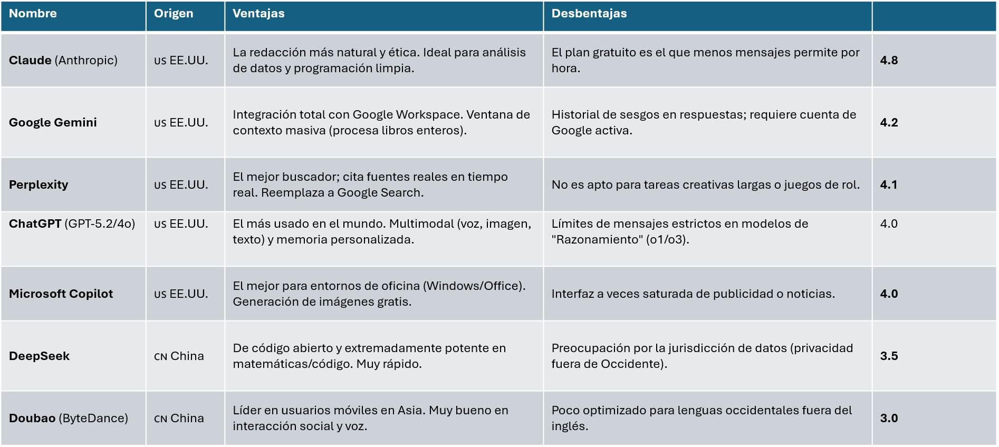 Nombre Origen Ventajas Desbentajas
Claude (Anthropic) US EE.UU. La redacción más natural y ética. Ideal para análisis
de datos y programación limpia. El plan gratuito es el que menos mensajes permite por
hora. 4.8
Google Gemini US EE.UU. Integración total con Google Workspace. Ventana de
contexto masiva (procesa libros enteros). Historial de sesgos en respuestas; requiere cuenta de
Google activa. 4.2
Perplexity US EE.UU. El mejor buscador; cita fuentes reales en tiempo
real. Reemplaza a Google Search. No es apto para tareas creativas largas o juegos de rol. 4.1
ChatGPT (GPT-5.2/4o) US EE.UU. El más usado en el mundo. Multimodal (voz, imagen,
texto) y memoria personalizada. Límites de mensajes estrictos en modelos de
"Razonamiento" (o1/o3). 4.0
Microsoft Copilot US EE.UU. El mejor para entornos de oficina (Windows/Office).
Generación de imágenes gratis. Interfaz a veces saturada de publicidad o noticias. 4.0
DeepSeek CN China De código abierto y extremadamente potente en
matemáticas/código. Muy rápido. Preocupación por la jurisdicción de datos (privacidad
fuera de Occidente). 3.5
Doubao (ByteDance) CN China Líder en usuarios móviles en Asia. Muy bueno en
interacción social y voz. Poco optimizado para lenguas occidentales fuera del
inglés. 3.0